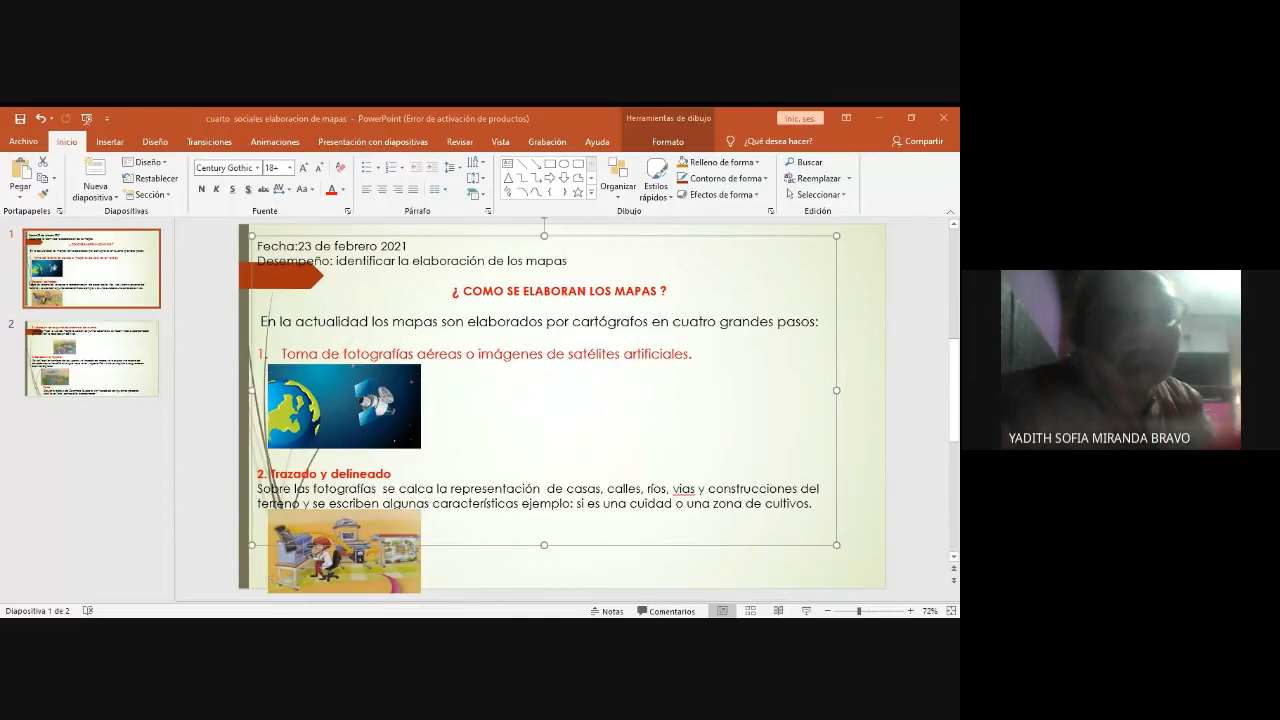 cuarto sociales elaboracion de mapas - PowerPoint (Error de activación de productos)
Herramientas de dibujo
Inic. ses.
Archivo Inicio Insertar Diseño Transiciones Animaciones Presentación con diapositivas Revisar Vista Grabación Ayuda Formato ¿Qué desea hacer? Compartir
Pegar
Portapapeles
Nueva diapositiva
Diseño
Restablecer
Sección
Diapositivas
Century Gothic 18+
N K S S abc AV Aa A
Fuente
Párrafo
Organizar
Estilos rápidos
Relleno de forma
Contorno de forma
Efectos de forma
Dibujo
Buscar
Reemplazar
Seleccionar
Edición
1
2
Fecha:23 de febrero 2021
Desempeño: identificar la elaboración de los mapas
¿ COMO SE ELABORAN LOS MAPAS ?
En la actualidad los mapas son elaborados por cartógrafos en cuatro grandes pasos:
1. Toma de fotografías aéreas o imágenes de satélites artificiales.
2. Trazado y delineado
Sobre las fotografías se calca la representación de casas, calles, ríos, vias y construcciones del
terreno y se escriben algunas características ejemplo: si es una cuidad o una zona de cultivos.
YADITH SOFIA MIRANDA BRAVO
Diapositiva 1 de 2
Notas
Comentarios
72%